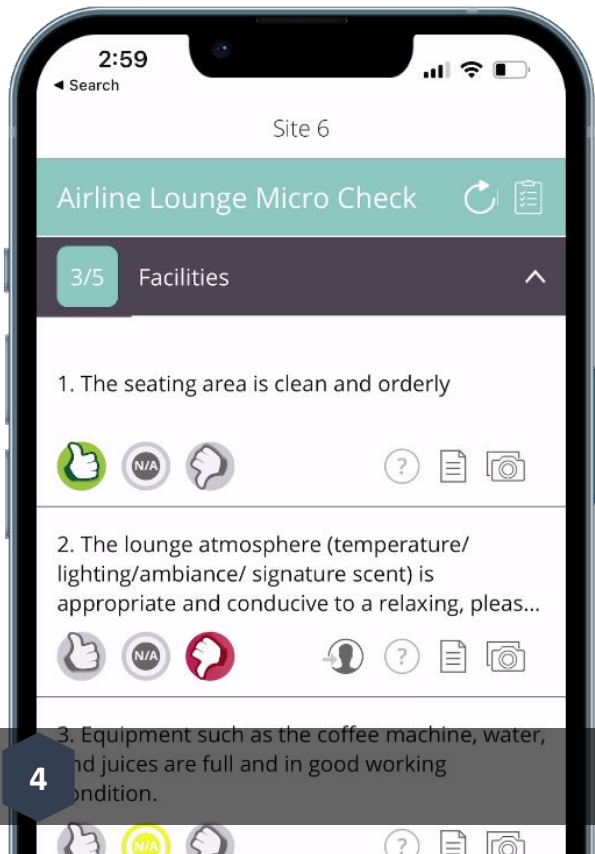 2:59
◄ Search
Site 6
Airline Lounge Micro Check
3/5 Facilities
1. The seating area is clean and orderly
N/A
?
2. The lounge atmosphere (temperature/
lighting/ambiance/ signature scent) is
appropriate and conducive to a relaxing, pleas...
N/A
?
3. Equipment such as the coffee machine, water,
nd juices are full and in good working
ondition.
4
N/A
?